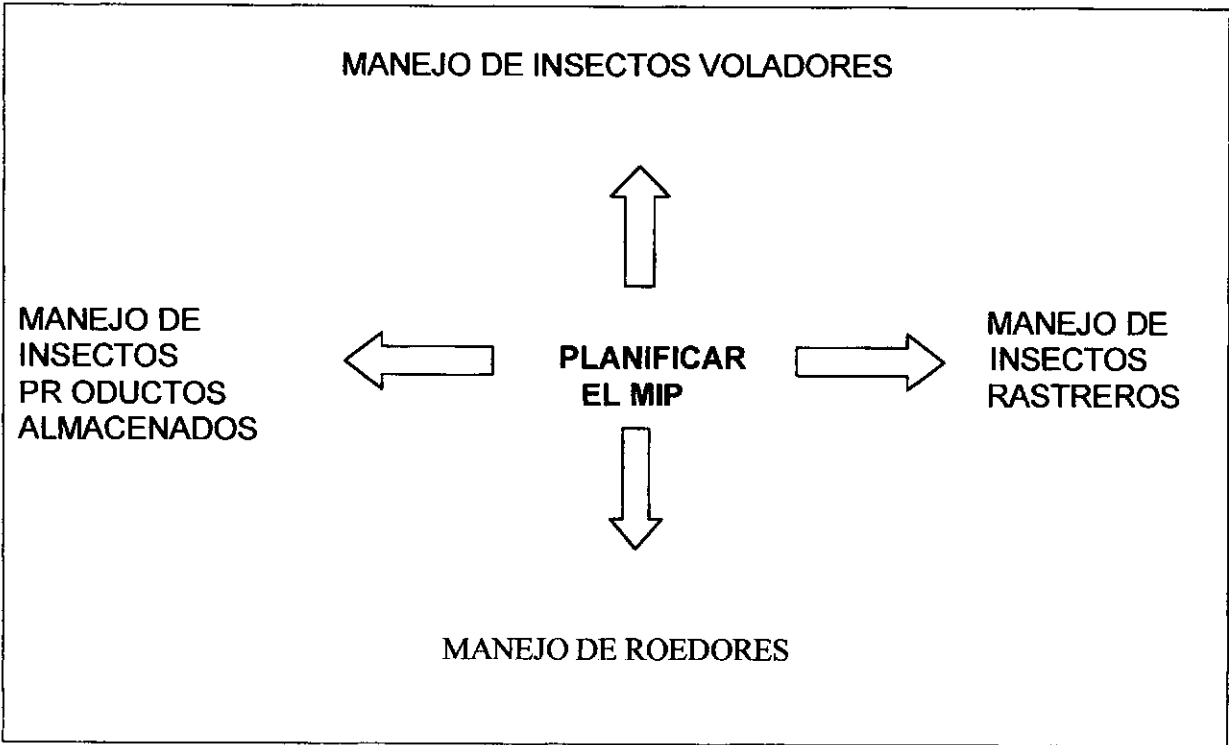 MANEJO DE INSECTOS VOLADORES
MANEJO DE
INSECTOS
PR ODUCTOS
ALMACENADOS
PLANIFICAR
EL MIP
MANEJO DE
INSECTOS
RASTREROS
MANEJO DE ROEDORES